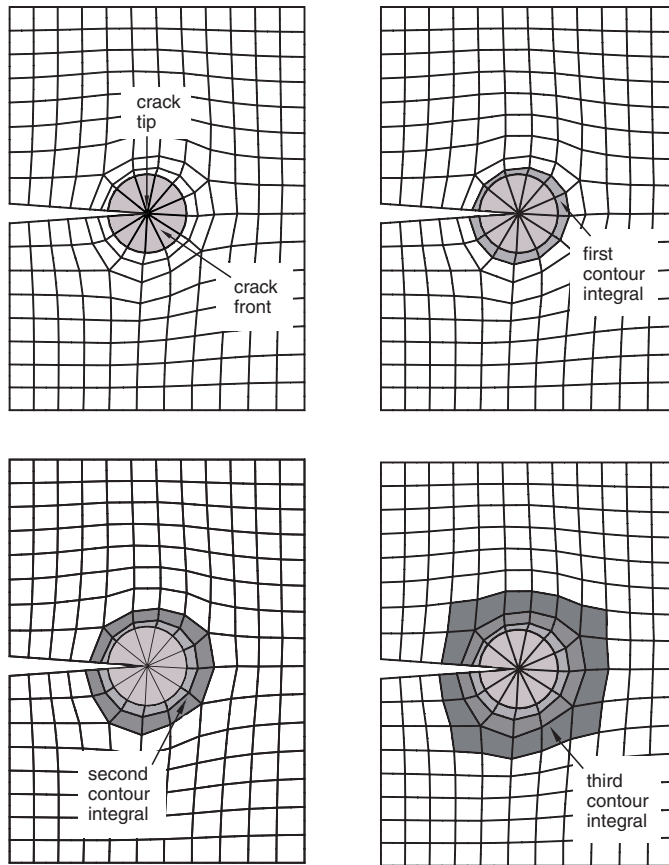 crack
tip
crack
front
first
contour
integral
second
contour
integral
third
contour
integral